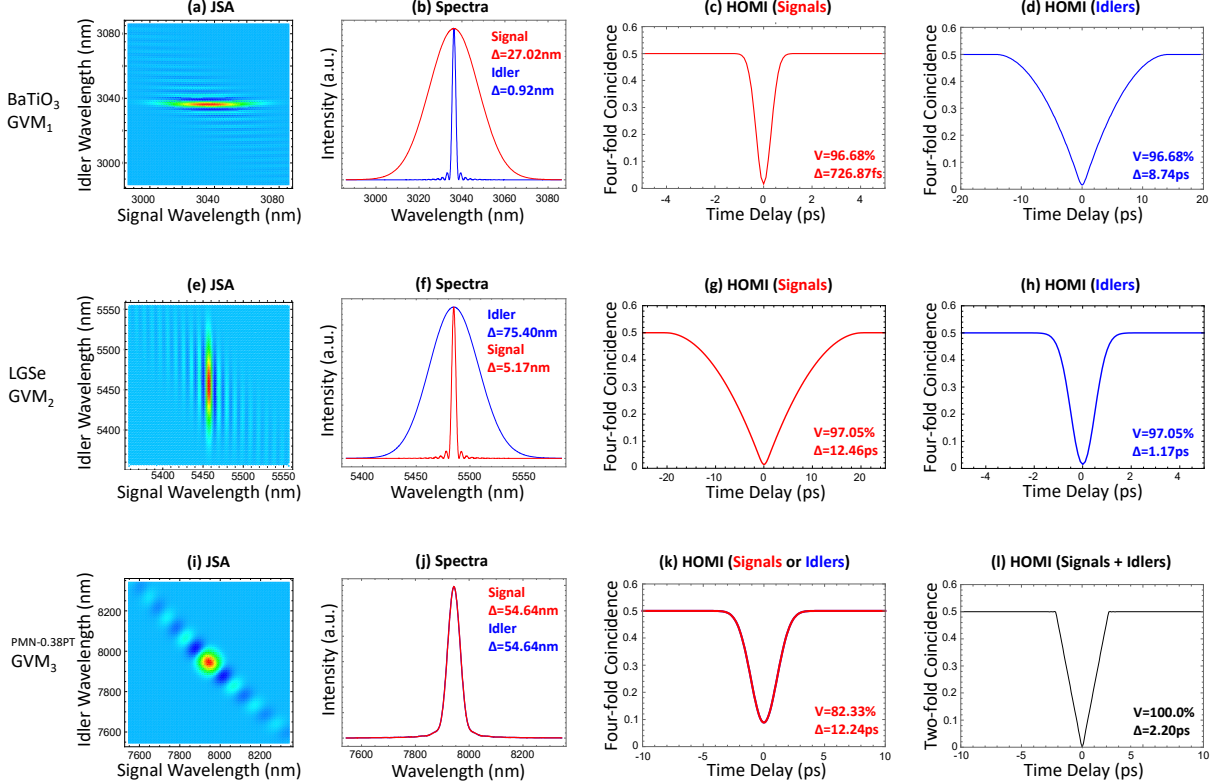 (a) JSA
(b) Spectra
(c) HOMI (Signals)
(d) HOMI (Idlers)
BaTiO3
GVM1
Idler Wavelength (nm)
3080
3040
3000
3000 3040 3080
Signal Wavelength (nm)
Intensity (a.u.)
Signal
Δ=27.02nm
Idler
Δ=0.92nm
3000 3020 3040 3060 3080
Wavelength (nm)
Four-fold Coincidence
0.6
0.5
0.4
0.3
0.2
0.1
0
V=96.68%
Δ=726.87fs
-4 -2 0 2 4
Time Delay (ps)
Four-fold Coincidence
0.6
0.5
0.4
0.3
0.2
0.1
0
V=96.68%
Δ=8.74ps
-20 -10 0 10 20
Time Delay (ps)
(e) JSA
(f) Spectra
(g) HOMI (Signals)
(h) HOMI (Idlers)
LGSe
GVM2
Idler Wavelength (nm)
5550
5500
5450
5400
5400 5450 5500 5550
Signal Wavelength (nm)
Intensity (a.u.)
Idler
Δ=75.40nm
Signal
Δ=5.17nm
5400 5450 5500 5550
Wavelength (nm)
Four-fold Coincidence
0.6
0.5
0.4
0.3
0.2
0.1
0
V=97.05%
Δ=12.46ps
-20 -10 0 10 20
Time Delay (ps)
Four-fold Coincidence
0.6
0.5
0.4
0.3
0.2
0.1
0
V=97.05%
Δ=1.17ps
-4 -2 0 2 4
Time Delay (ps)
(i) JSA
(j) Spectra
(k) HOMI (Signals or Idlers)
(l) HOMI (Signals + Idlers)
PMN-0.38PT
GVM3
Idler Wavelength (nm)
8200
8000
7800
7600
7600 7800 8000 8200
Signal Wavelength (nm)
Intensity (a.u.)
Signal
Δ=54.64nm
Idler
Δ=54.64nm
7600 7800 8000 8200
Wavelength (nm)
Four-fold Coincidence
0.6
0.5
0.4
0.3
0.2
0.1
0
V=82.33%
Δ=12.24ps
-10 -5 0 5 10
Time Delay (ps)
Two-fold Coincidence
0.6
0.5
0.4
0.3
0.2
0.1
0
V=100.0%
Δ=2.20ps
-10 -5 0 5 10
Time Delay (ps)